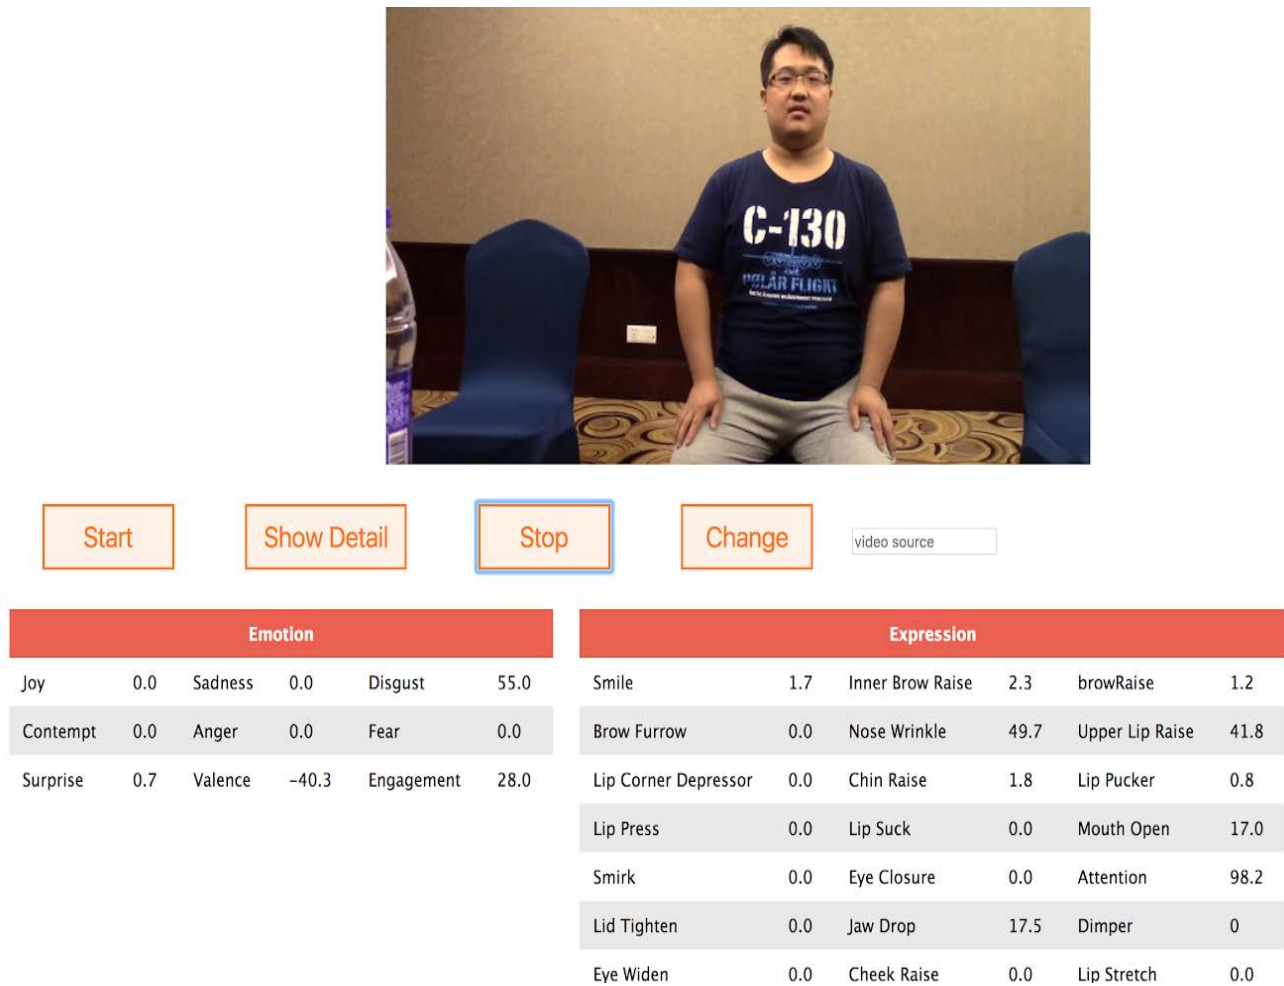 C-130
POLAR FLIGHT
Start
Show Detail
Stop
Change
video source
Emotion
Joy 0.0 Sadness 0.0 Disgust 55.0
Contempt 0.0 Anger 0.0 Fear 0.0
Surprise 0.7 Valence -40.3 Engagement 28.0
Expression
Smile 1.7 Inner Brow Raise 2.3 browRaise 1.2
Brow Furrow 0.0 Nose Wrinkle 49.7 Upper Lip Raise 41.8
Lip Corner Depressor 0.0 Chin Raise 1.8 Lip Pucker 0.8
Lip Press 0.0 Lip Suck 0.0 Mouth Open 17.0
Smirk 0.0 Eye Closure 0.0 Attention 98.2
Lid Tighten 0.0 Jaw Drop 17.5 Dimper 0
Eye Widen 0.0 Cheek Raise 0.0 Lip Stretch 0.0